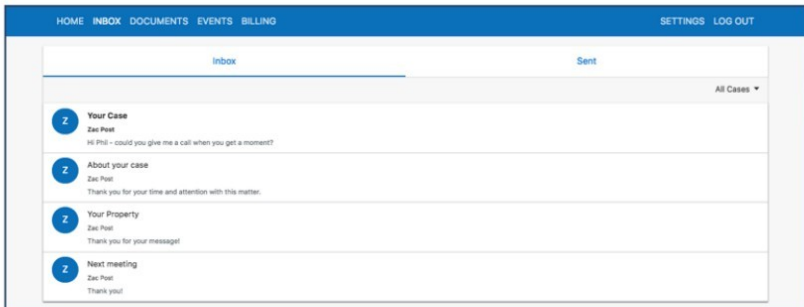 HOME INBOX DOCUMENTS EVENTS BILLING SETTINGS LOG OUT
Inbox Sent
All Cases
Z
Your Case
Zac Post
Hi Phil - could you give me a call when you get a moment?
Z
About your case
Zac Post
Thank you for your time and attention with this matter.
Z
Your Property
Zac Post
Thank you for your message!
Z
Next meeting
Zac Post
Thank you!